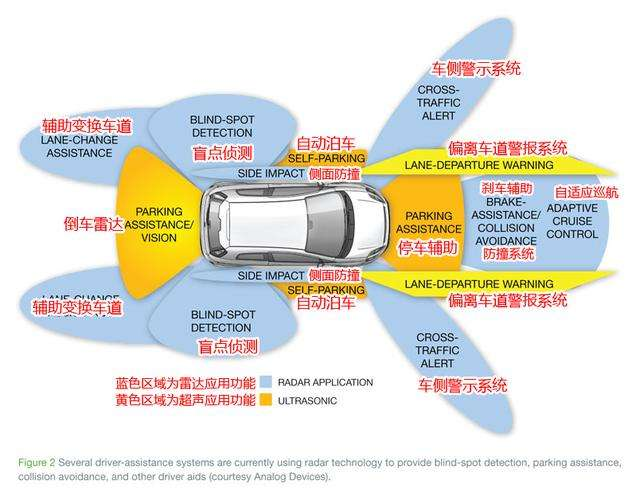 车侧警示系统
CROSS-
TRAFFIC
ALERT
辅助变换车道
LANE-CHANGE
ASSISTANCE
BLIND-SPOT
DETECTION
盲点侦测
自动泊车
SELF-PARKING
SIDE IMPACT 侧面防撞
偏离车道警报系统
LANE-DEPARTURE WARNING
倒车雷达
PARKING
ASSISTANCE/
VISION
PARKING
ASSISTANCE
停车辅助
刹车辅助
BRAKE-
ASSISTANCE/
COLLISION
AVOIDANCE
防撞系统
自适应巡航
ADAPTIVE
CRUISE
CONTROL
SIDE IMPACT 侧面防撞
SELF-PARKING
自动泊车
LANE-DEPARTURE WARNING
偏离车道警报系统
LANE-CHANGE
辅助变换车道
BLIND-SPOT
DETECTION
盲点侦测
CROSS-
TRAFFIC
ALERT
车侧警示系统
蓝色区域为雷达应用功能 RADAR APPLICATION
黄色区域为超声应用功能 ULTRASONIC
Figure 2 Several driver-assistance systems are currently using radar technology to provide blind-spot detection, parking assistance,
collision avoidance, and other driver aids (courtesy Analog Devices).